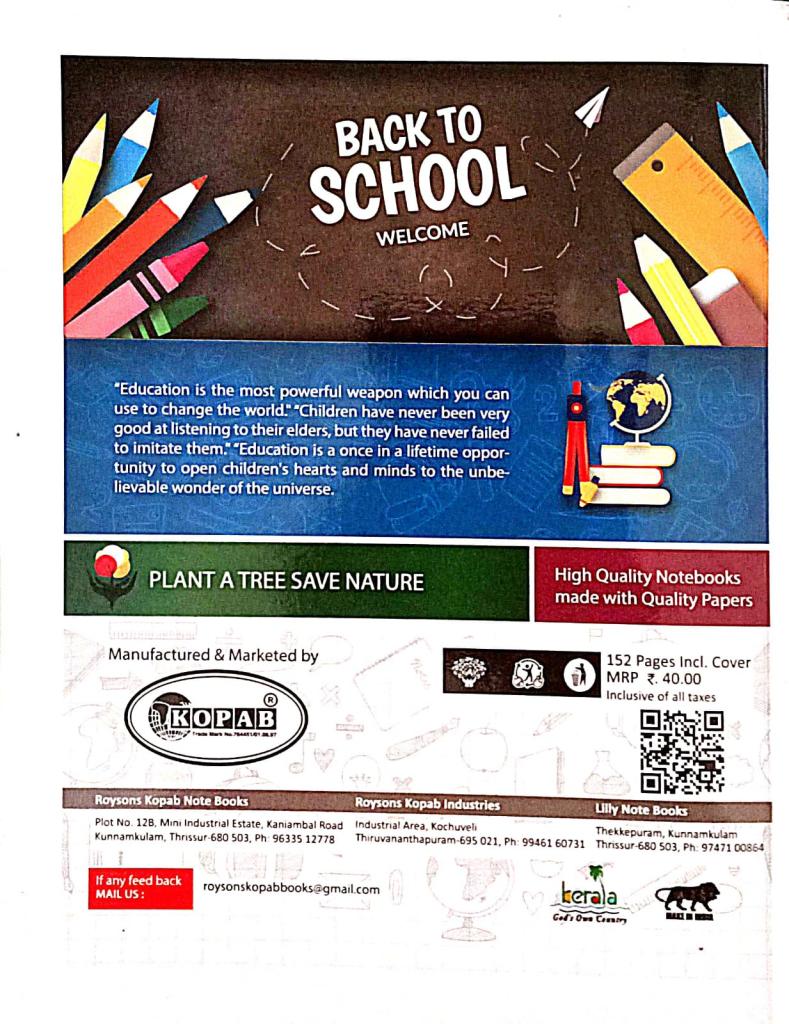 BACK TO
SCHOOL
WELCOME
"Education is the most powerful weapon which you can
use to change the world." "Children have never been very
good at listening to their elders, but they have never failed
to imitate them." "Education is a once in a lifetime oppor-
tunity to open children's hearts and minds to the unbe-
lievable wonder of the universe.
PLANT A TREE SAVE NATURE
High Quality Notebooks
made with Quality Papers
Manufactured & Marketed by
KOPAB ®
152 Pages Incl. Cover
MRP ₹. 40.00
Inclusive of all taxes
Roysons Kopab Note Books
Plot No. 12B, Mini Industrial Estate, Kaniambal Road
Kunnamkulam, Thrissur-680 503, Ph: 96335 12778
Roysons Kopab Industries
Industrial Area, Kochuveli
Thiruvananthapuram-695 021, Ph: 99461 60731
Lilly Note Books
Thekkepuram, Kunnamkulam
Thrissur-680 503, Ph: 97471 00864
If any feed back
MAIL US :
roysonskopabbooks@gmail.com
kerala
God's Own Country
MAKE IN INDIA